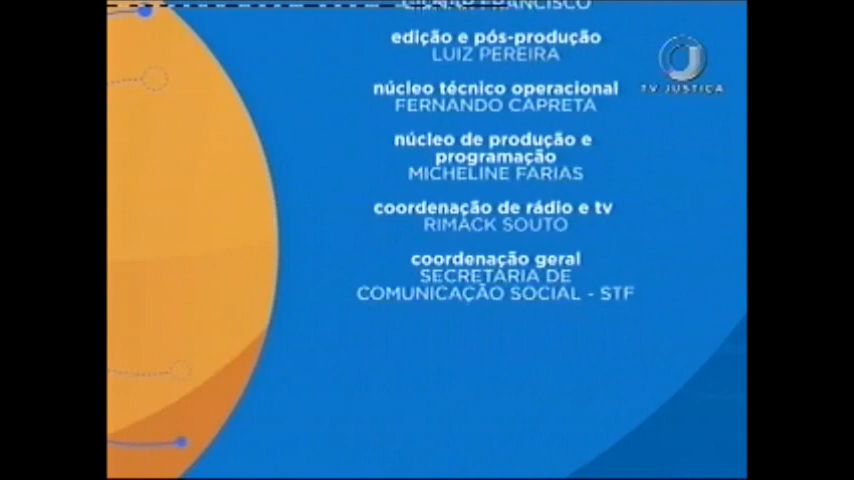 FRANCISCO
edição e pós-produção
LUIZ PEREIRA
TV JUSTIÇA
núcleo técnico operacional
FERNANDO CAPRETA
núcleo de produção e
programação
MICHELINE FARIAS
coordenação de rádio e tv
RIMACK SOUTO
coordenação geral
SECRETARIA DE
COMUNICAÇÃO SOCIAL - STF